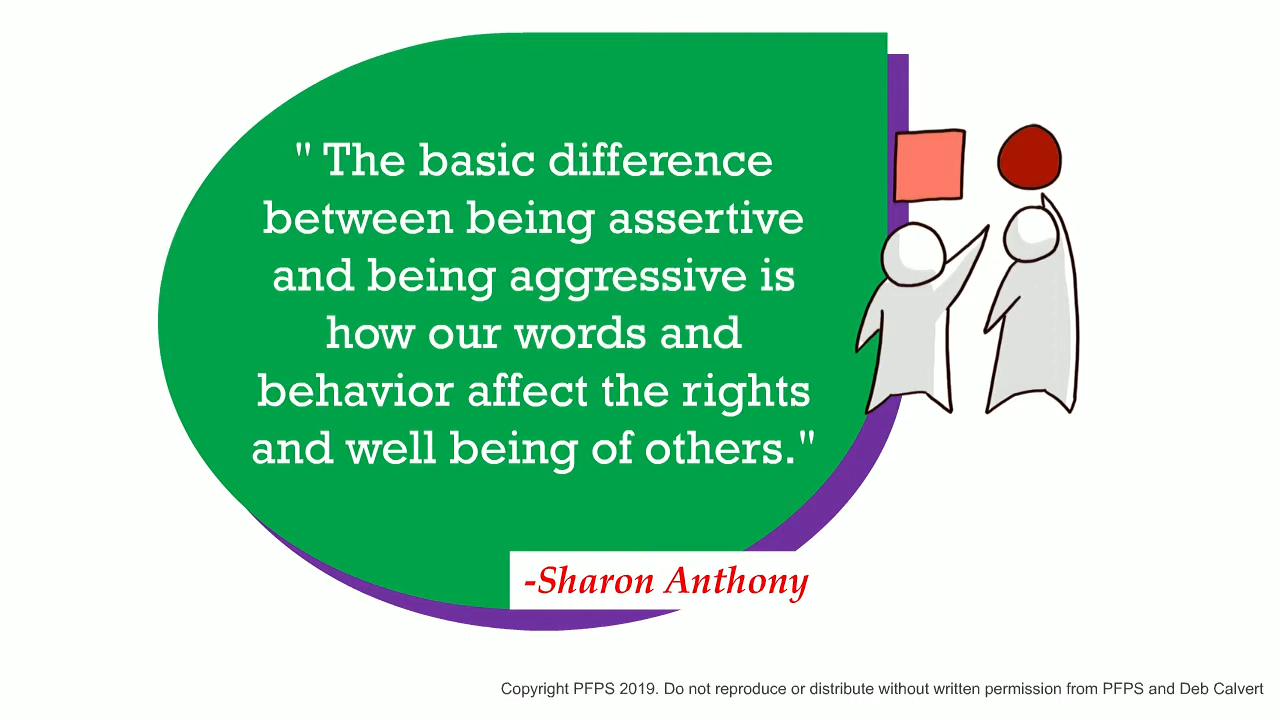 " The basic difference
between being assertive
and being aggressive is
how our words and
behavior affect the rights
and well being of others."
-Sharon Anthony
Copyright PFPS 2019. Do not reproduce or distribute without written permission from PFPS and Deb Calvert